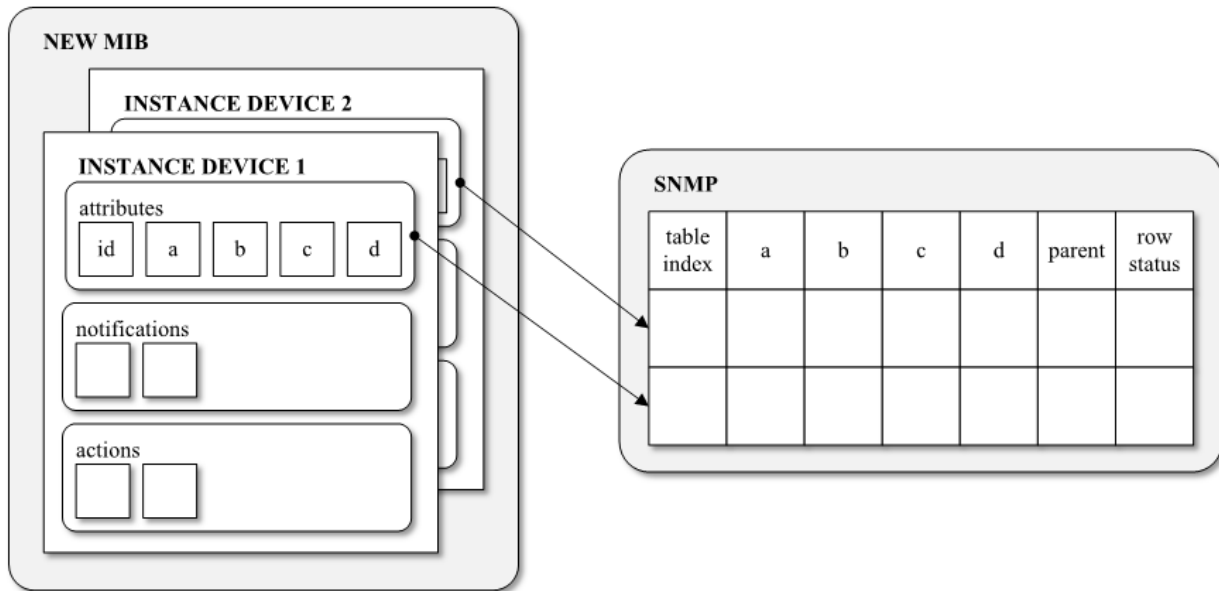 NEW MIB
INSTANCE DEVICE 2
INSTANCE DEVICE 1
attributes
id a b c d
notifications
actions
SNMP
table
index
a
b
c
d
parent
row
status